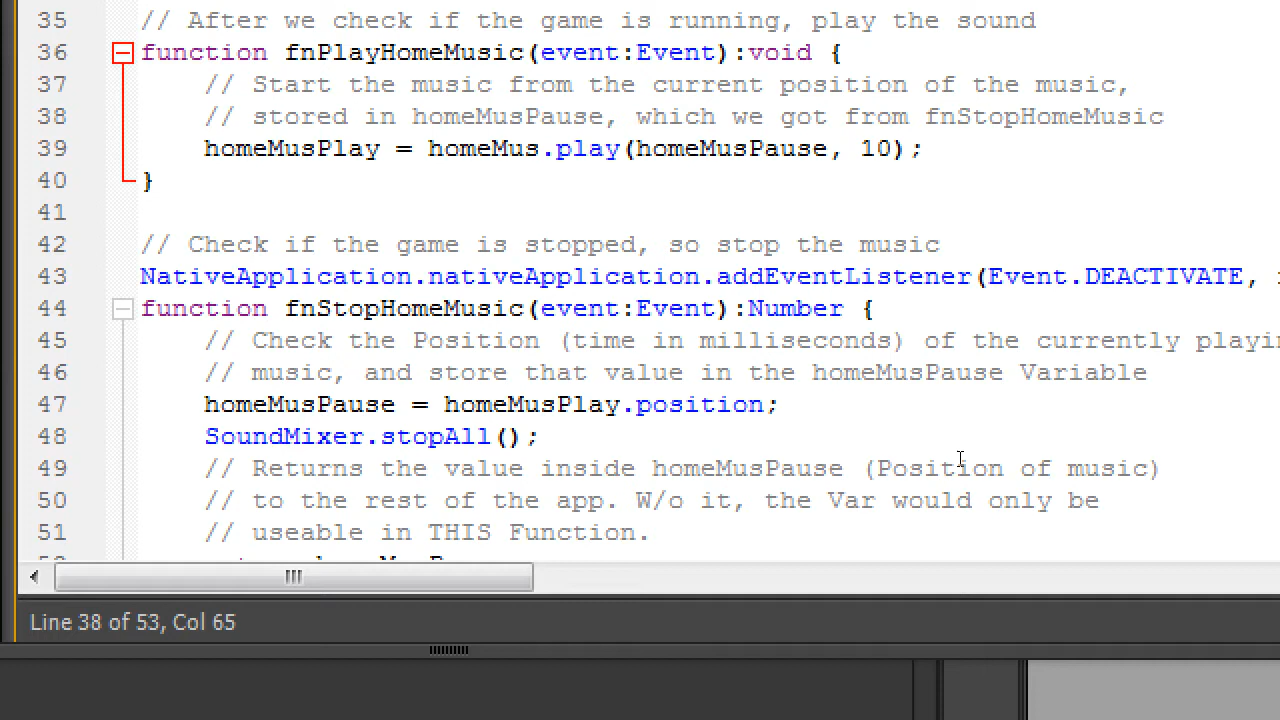 35 // After we check if the game is running, play the sound
36 function fnPlayHomeMusic(event:Event):void {
37 // Start the music from the current position of the music,
38 // stored in homeMusPause, which we got from fnStopHomeMusic
39 homeMusPlay = homeMus.play(homeMusPause, 10);
40 }
41
42 // Check if the game is stopped, so stop the music
43 NativeApplication.nativeApplication.addEventListener(Event.DEACTIVATE,
44 function fnStopHomeMusic(event:Event):Number {
45 // Check the Position (time in milliseconds) of the currently playin
46 // music, and store that value in the homeMusPause Variable
47 homeMusPause = homeMusPlay.position;
48 SoundMixer.stopAll();
49 // Returns the value inside homeMusPause (Position of music)
50 // to the rest of the app. W/o it, the Var would only be
51 // useable in THIS Function.
Line 38 of 53, Col 65